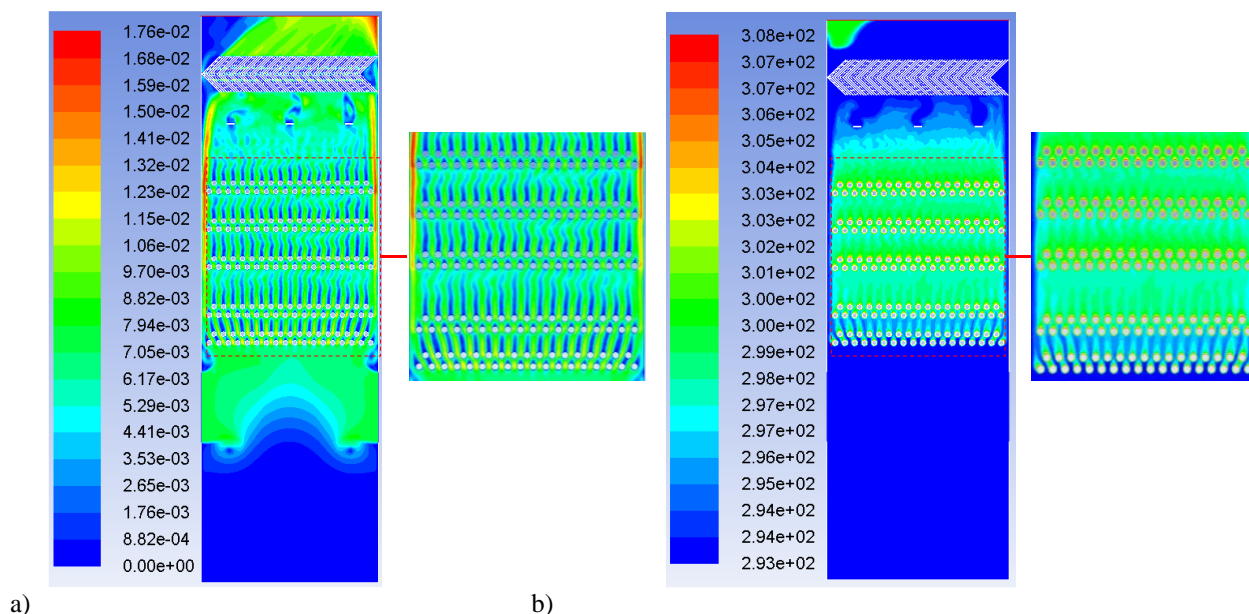 1.76e-02
1.68e-02
1.59e-02
1.50e-02
1.41e-02
1.32e-02
1.23e-02
1.15e-02
1.06e-02
9.70e-03
8.82e-03
7.94e-03
7.05e-03
6.17e-03
5.29e-03
4.41e-03
3.53e-03
2.65e-03
1.76e-03
8.82e-04
0.00e+00
a)
3.08e+02
3.07e+02
3.07e+02
3.06e+02
3.05e+02
3.04e+02
3.03e+02
3.03e+02
3.02e+02
3.01e+02
3.00e+02
3.00e+02
2.99e+02
2.98e+02
2.97e+02
2.97e+02
2.96e+02
2.95e+02
2.94e+02
2.94e+02
2.93e+02
b)